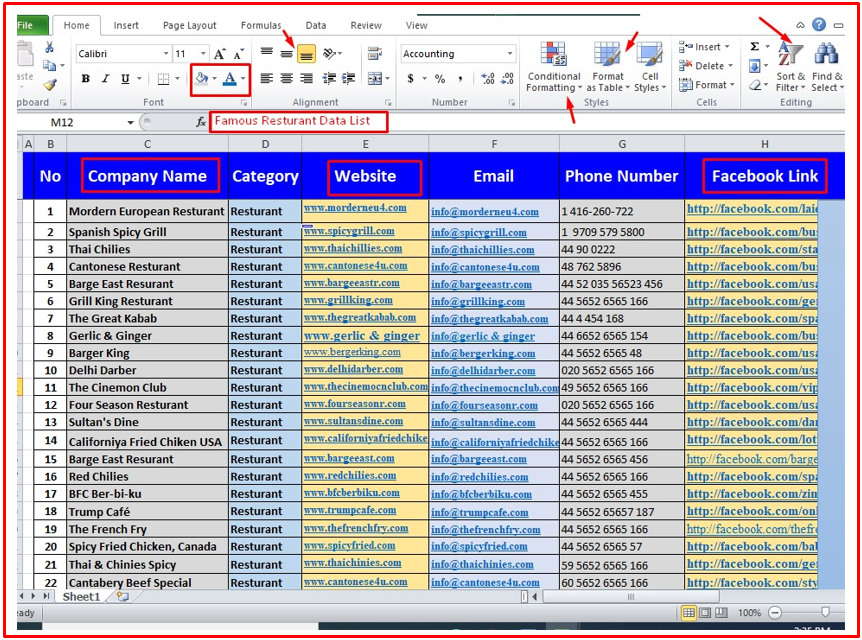 File Home Insert Page Layout Formulas Data Review View
Calibri 11 A A Accounting Insert Σ
B I U A $ % , .00 Conditional Formatting Format as Table Cell Styles Delete Format Sort & Filter Find & Select
Font Alignment Number Styles Cells Editing
M12 fx Famous Resturant Data List
A B C D E F G H
No Company Name Category Website Email Phone Number Facebook Link
1 Mordern European Resturant Resturant www.morderneu4.com info@morderneu4.com 1 416-260-722 http://facebook.com/laie
2 Spanish Spicy Grill Resturant www.spicygrill.com info@spicygrill.com 1 9709 579 5800 http://facebook.com/bu
3 Thai Chilies Resturant www.thaichillies.com info@thaichillies.com 44 90 0222 http://facebook.com/sta
4 Cantonese Resturant Resturant www.cantonese4u.com info@cantonese4u.com 48 762 5896 http://facebook.com/bu
5 Barge East Resurant Resturant www.bargeeastr.com info@bargeeastr.com 44 52 035 56523 456 http://facebook.com/usa
6 Grill King Resturant Resturant www.grillking.com info@grillking.com 44 5652 6565 166 http://facebook.com/ge
7 The Great Kabab Resturant www.thegreatkabab.com info@thegreatkabab.com 44 4 454 168 http://facebook.com/spa
8 Gerlic & Ginger Resturant www.gerlic & ginger info@gerlic & ginger 44 6652 6565 154 http://facebook.com/bu
9 Barger King Resturant www.bergerking.com info@bergerking.com 44 5652 6565 48 http://facebook.com/usa
10 Delhi Darber Resturant www.delhidarber.com info@delhidarber.com 020 5652 6565 166 http://facebook.com/usa
11 The Cinemon Club Resturant www.thecinemocnclub.com info@thecinemocnclub.com 49 5652 6565 166 http://facebook.com/vip
12 Four Season Resturant Resturant www.fourseasonr.com info@fourseasonr.com 020 5652 6565 166 http://facebook.com/usa
13 Sultan's Dine Resturant www.sultansdine.com info@sultansdine.com 44 5652 6565 444 http://facebook.com/dar
14 Californiya Fried Chiken USA Resturant www.californiyafriedchike info@californiyafriedchike 44 5652 6565 166 http://facebook.com/lot
15 Barge East Resurant Resturant www.bargeeast.com info@bargeeast.com 44 5652 6565 456 http://facebook.com/barge
16 Red Chilies Resturant www.redchilies.com info@redchilies.com 44 5652 6565 166 http://facebook.com/spa
17 BFC Ber-bi-ku Resturant www.bfcberbiku.com info@bfcberbiku.com 44 5652 6565 455 http://facebook.com/zin
18 Trump Café Resturant www.trumpcafe.com info@trumpcafe.com 44 5652 65657 187 http://facebook.com/onl
19 The French Fry Resturant www.thefrenchfry.com info@thefrenchfry.com 44 5652 6565 166 http://facebook.com/thefre
20 Spicy Fried Chicken, Canada Resturant www.spicyfried.com info@spicyfried.com 44 5652 6565 57 http://facebook.com/bab
21 Thai & Chinies Spicy Resturant www.thaichinies.com info@thaichinies.com 59 5652 6565 166 http://facebook.com/ge
22 Cantabery Beef Special Resturant www.cantonese4u.com info@cantonese4u.com 60 5652 6565 166 http://facebook.com/sty
Sheet1
100%